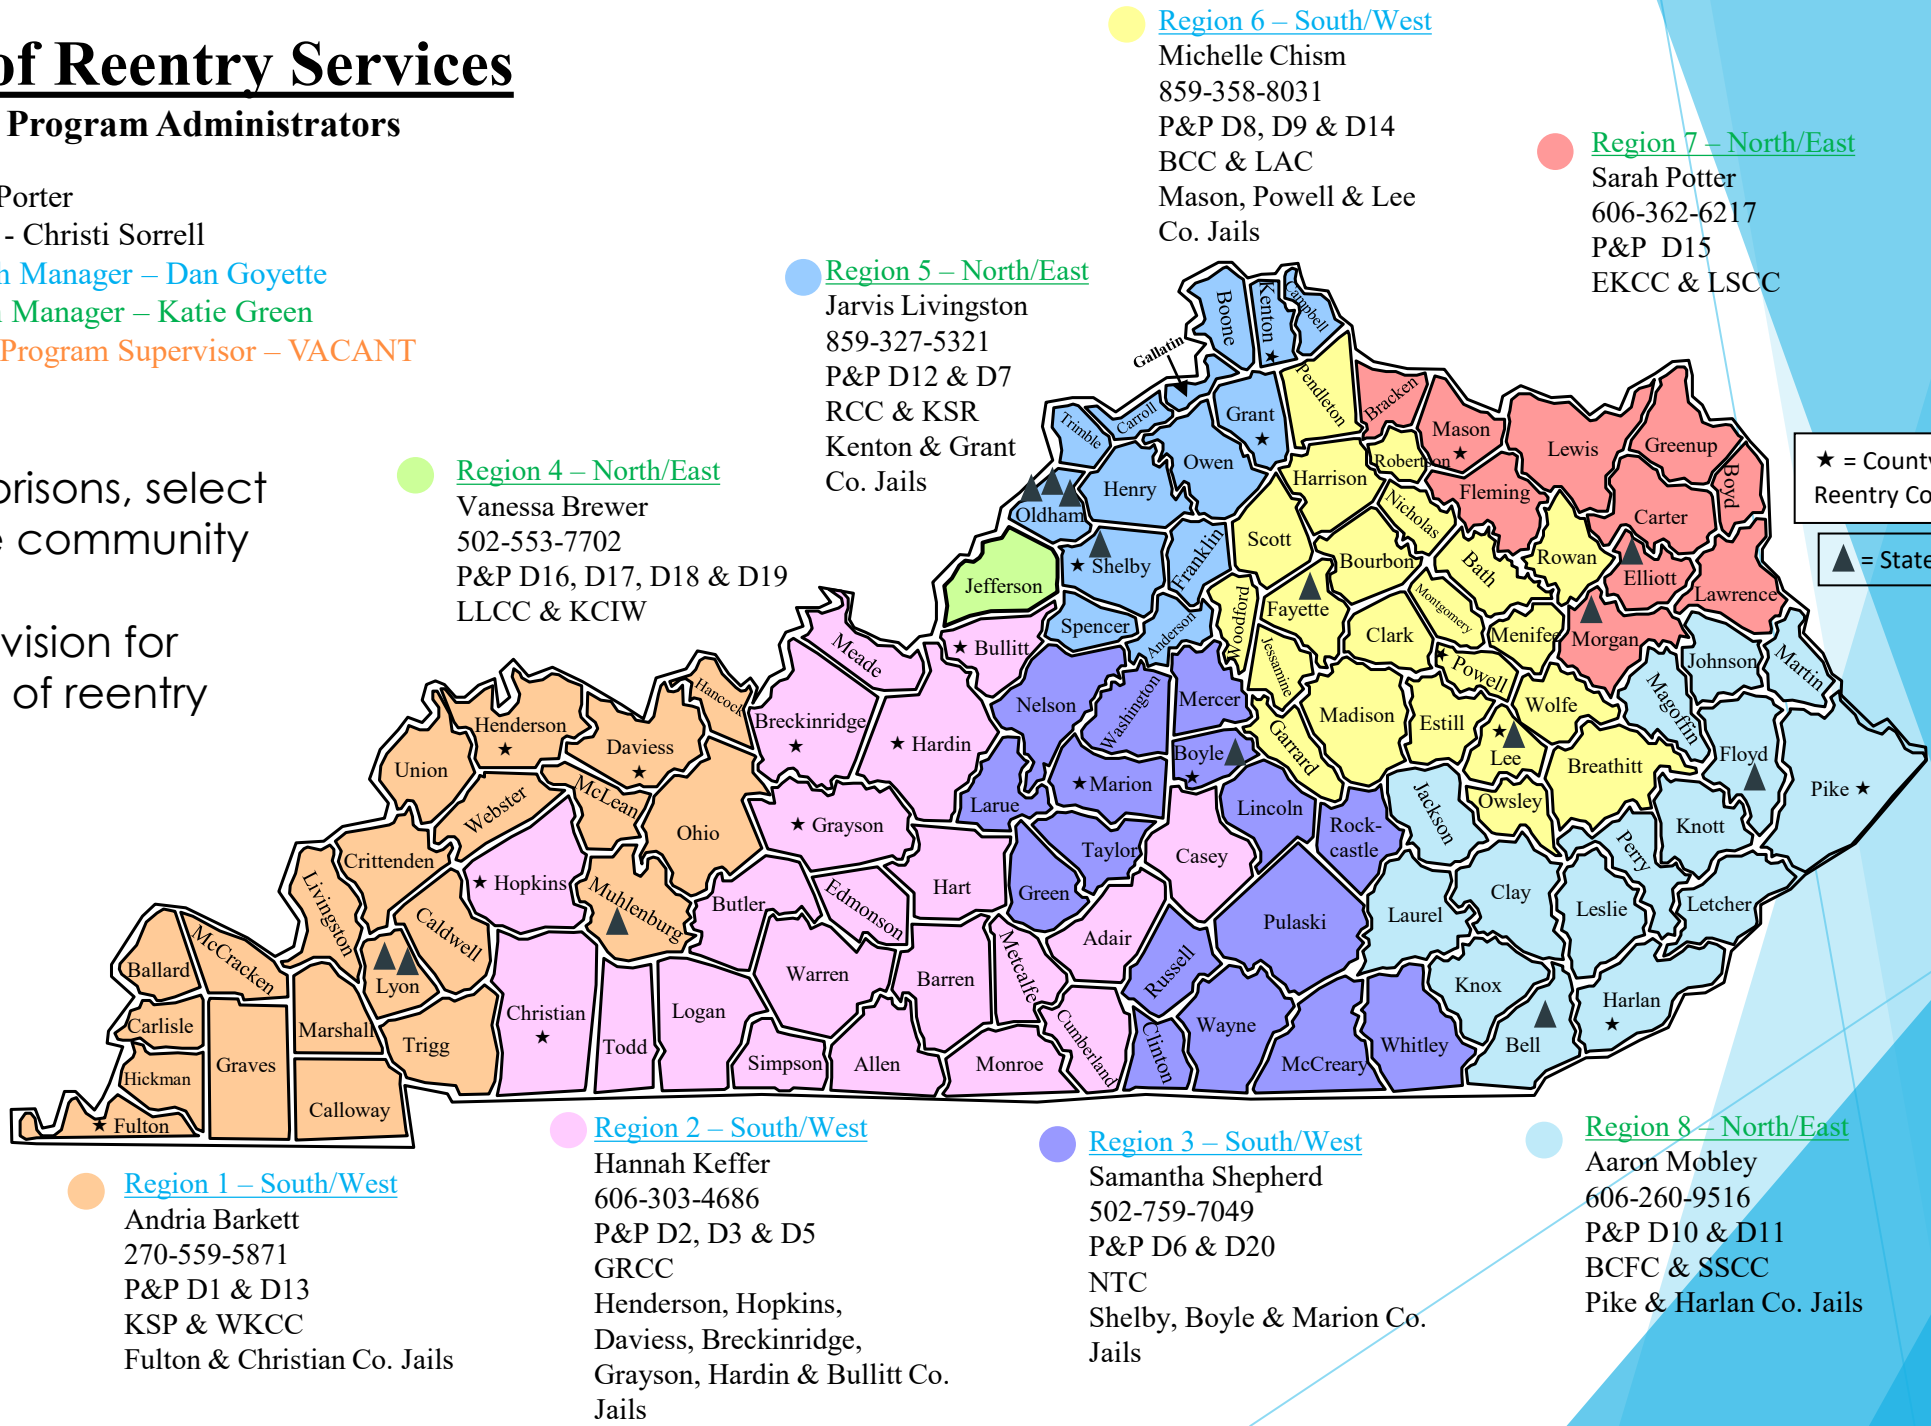 of Reentry Services
Program Administrators
Porter
- Christi Sorrell
Manager – Dan Goyette
Manager – Katie Green
Program Supervisor – VACANT
prisons, select
community
vision for
of reentry
Region 6 – South/West
Michelle Chism
859-358-8031
P&P D8, D9 & D14
BCC & LAC
Mason, Powell & Lee
Co. Jails
Region 7 – North/East
Sarah Potter
606-362-6217
P&P D15
EKCC & LSCC
Region 5 – North/East
Jarvis Livingston
859-327-5321
P&P D12 & D7
RCC & KSR
Kenton & Grant
Co. Jails
Region 4 – North/East
Vanessa Brewer
502-553-7702
P&P D16, D17, D18 & D19
LLCC & KCIW
★ = County
Reentry Co
▲ = State
Boone
Kenton ★
Campbell
Gallatin
Pendleton
Bracken
Trimble
Carroll
Grant
★
Mason
★
Lewis
Greenup
Boyd
Owen
Robertson
Harrison
Henry
Fleming
Nicholas
Oldham
Carter
Franklin
Scott
Rowan
Bourbon
Bath
★ Shelby
Elliott
Jefferson
Lawrence
Montgomery
Woodford
Fayette
Spencer
Anderson
Clark
Menifee
Morgan
★ Bullitt
Meade
Jessamine
★ Powell
Johnson
Martin
Hancock
Nelson
Washington
Mercer
Madison
Estill
Wolfe
Magoffin
Breckinridge
★
Henderson
★
Daviess
★
★ Hardin
Garrard
★
Lee
Floyd
Boyle
★
Breathitt
Union
★ Marion
Pike ★
Webster
McLean
Larue
Lincoln
Jackson
Owsley
Ohio
★ Grayson
Rock-
castle
Knott
Perry
Taylor
Casey
Crittenden
★ Hopkins
Hart
Green
Clay
Livingston
Muhlenburg
Butler
Edmonson
Laurel
Leslie
Letcher
Caldwell
Pulaski
McCracken
Adair
Ballard
Warren
Barren
Metcalfe
Russell
Lyon
Knox
Harlan
★
Christian
★
Logan
Carlisle
Marshall
Trigg
Todd
Cumberland
Clinton
Wayne
Whitley
Bell
Graves
Simpson
Allen
Monroe
McCreary
Hickman
Calloway
★ Fulton
Region 1 – South/West
Andria Barkett
270-559-5871
P&P D1 & D13
KSP & WKCC
Fulton & Christian Co. Jails
Region 2 – South/West
Hannah Keffer
606-303-4686
P&P D2, D3 & D5
GRCC
Henderson, Hopkins,
Daviess, Breckinridge,
Grayson, Hardin & Bullitt Co.
Jails
Region 3 – South/West
Samantha Shepherd
502-759-7049
P&P D6 & D20
NTC
Shelby, Boyle & Marion Co.
Jails
Region 8 – North/East
Aaron Mobley
606-260-9516
P&P D10 & D11
BCFC & SSCC
Pike & Harlan Co. Jails